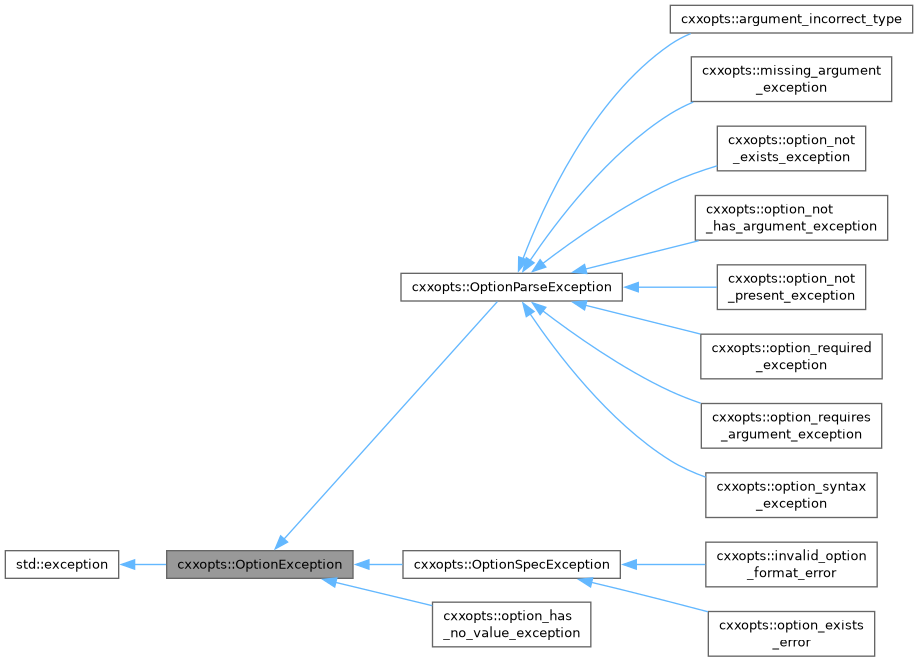 cxxopts::argument_incorrect_type
cxxopts::missing_argument
_exception
cxxopts::option_not
_exists_exception
cxxopts::option_not
_has_argument_exception
cxxopts::OptionParseException
cxxopts::option_not
_present_exception
cxxopts::option_required
_exception
cxxopts::option_requires
_argument_exception
cxxopts::option_syntax
_exception
std::exception
cxxopts::OptionException
cxxopts::OptionSpecException
cxxopts::invalid_option
_format_error
cxxopts::option_has
_no_value_exception
cxxopts::option_exists
_error